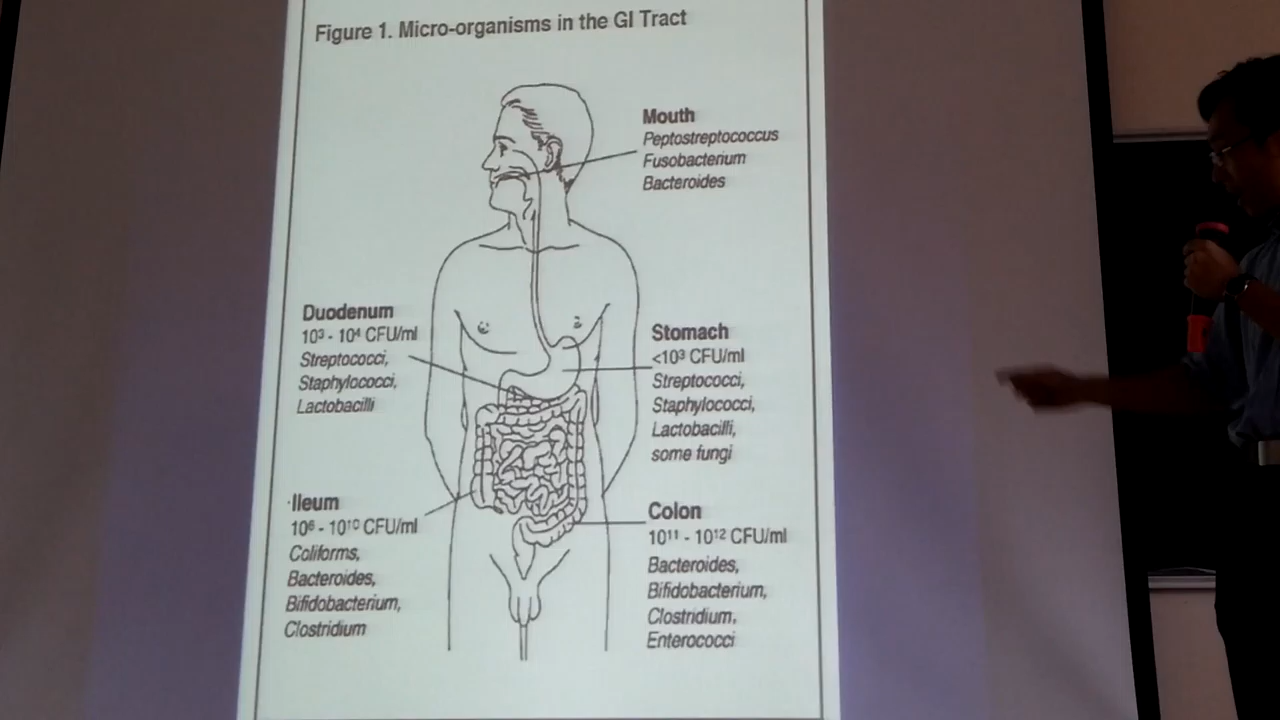 Figure 1. Micro-organisms in the GI Tract
Mouth
Peptostreptococcus
Fusobacterium
Bacteroides
Duodenum
10³ - 10⁴ CFU/ml
Streptococci,
Staphylococci,
Lactobacilli
Stomach
<10³ CFU/ml
Streptococci,
Staphylococci,
Lactobacilli,
some fungi
Ileum
10⁶ - 10¹⁰ CFU/ml
Coliforms,
Bacteroides,
Bifidobacterium,
Clostridium
Colon
10¹¹ - 10¹² CFU/ml
Bacteroides,
Bifidobacterium,
Clostridium,
Enterococci